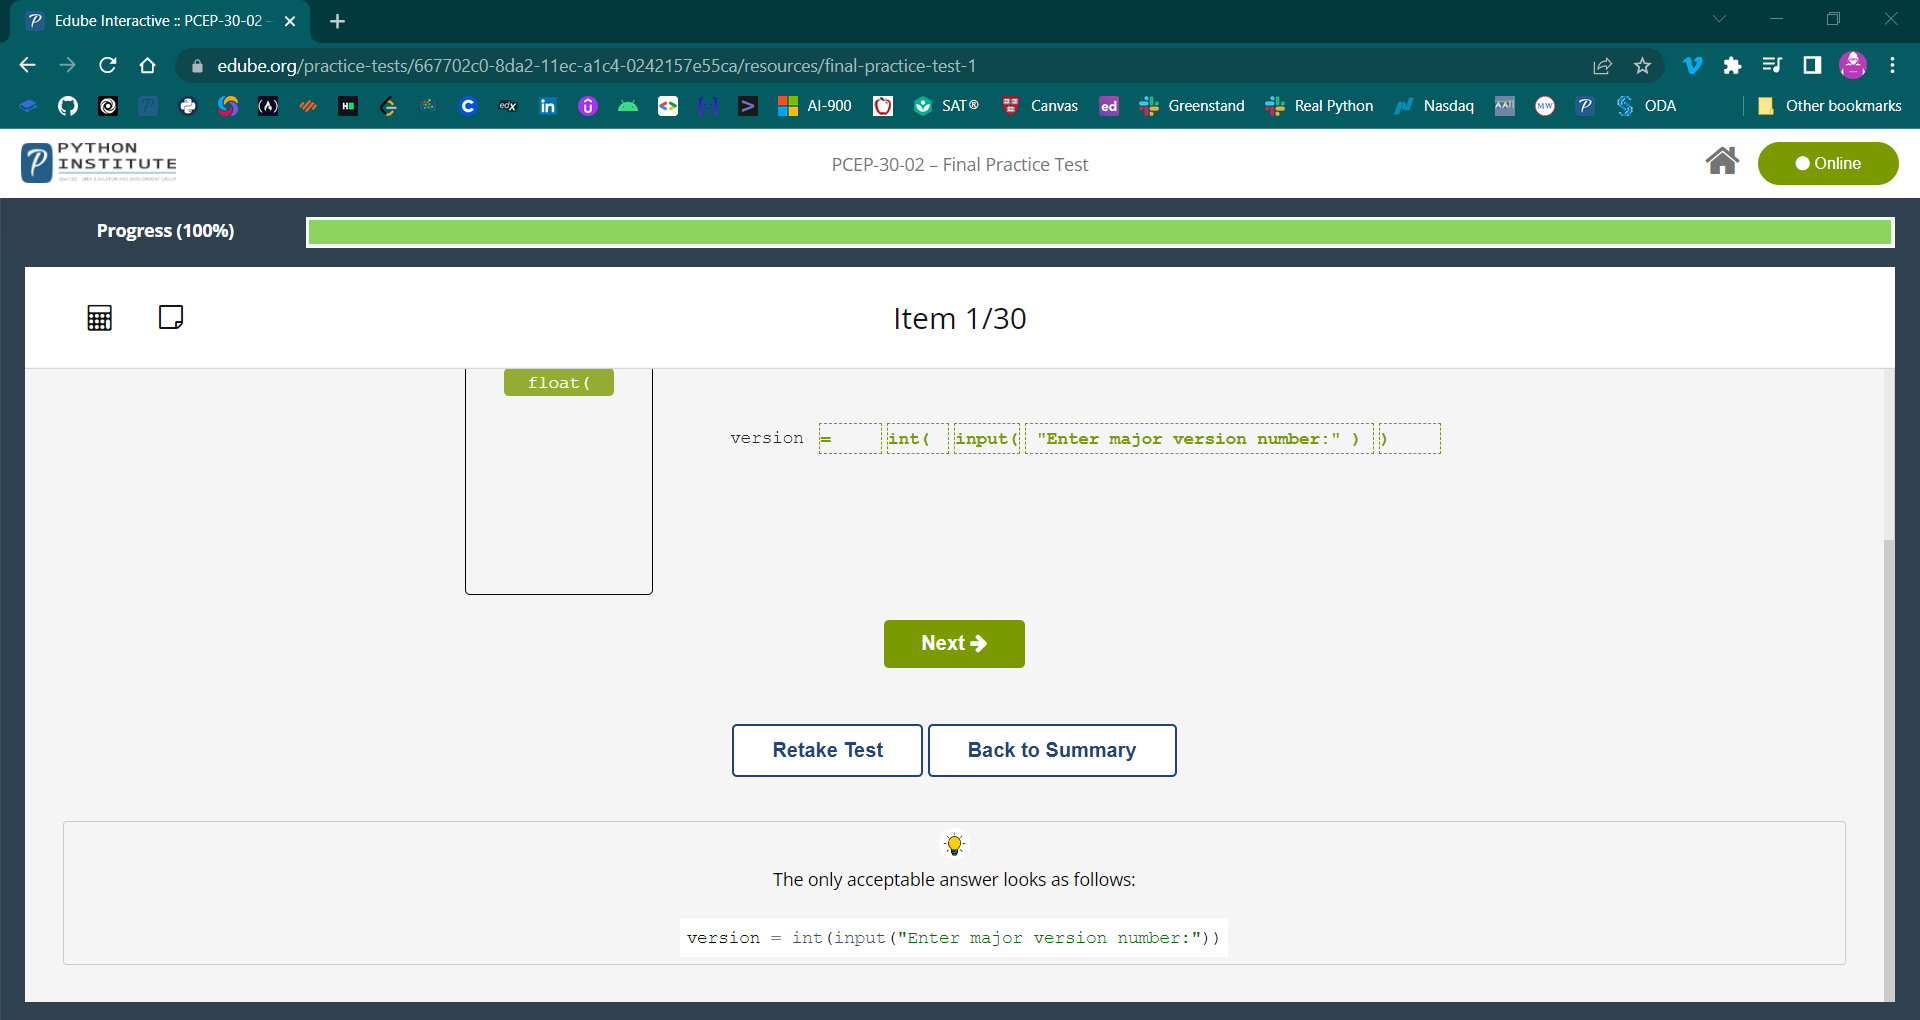 Edube Interactive :: PCEP-30-02 –
edube.org/practice-tests/667702c0-8da2-11ec-a1c4-0242157e55ca/resources/final-practice-test-1
AI-900 SAT® Canvas ed Greenstand Real Python Nasdaq MW ODA Other bookmarks
PYTHON
INSTITUTE
PCEP-30-02 – Final Practice Test
Online
Progress (100%)
Item 1/30
float(
version = int( input( "Enter major version number:" ) )
Next
Retake Test Back to Summary
The only acceptable answer looks as follows:
version = int(input("Enter major version number:"))